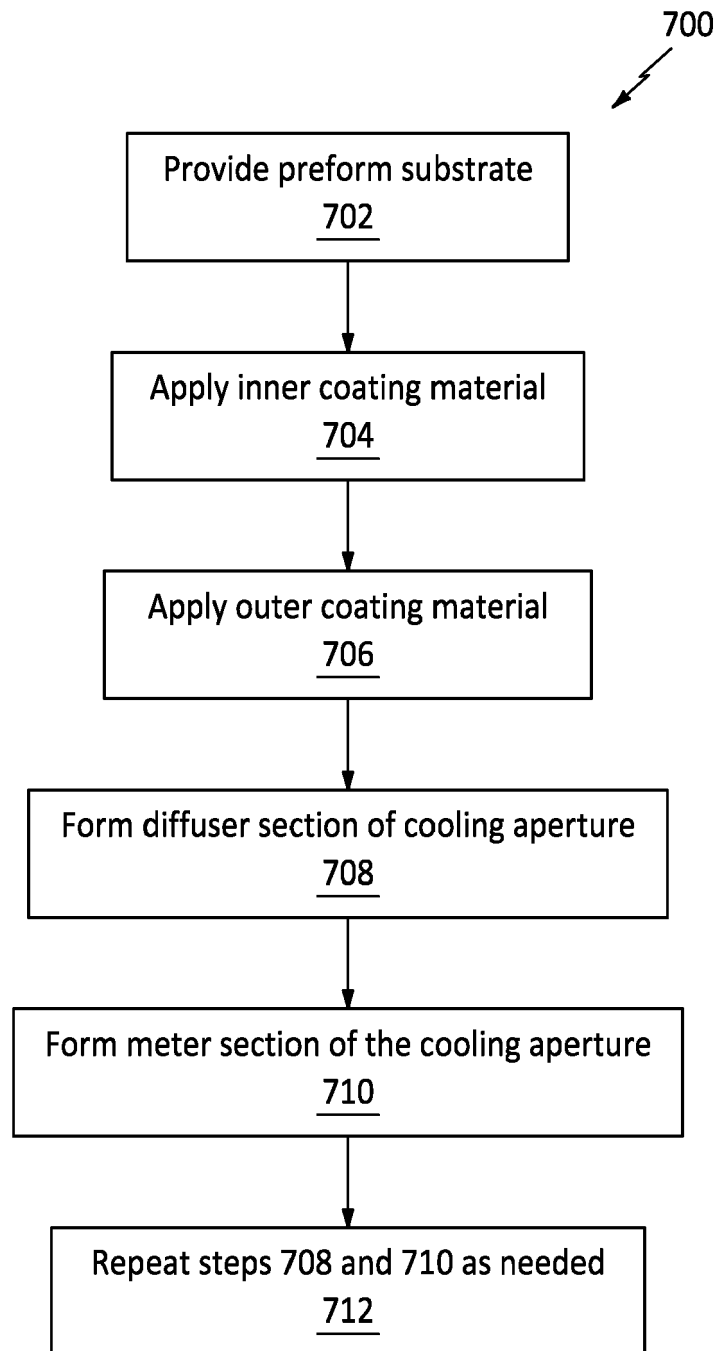 700
Provide preform substrate
702
Apply inner coating material
704
Apply outer coating material
706
Form diffuser section of cooling aperture
708
Form meter section of the cooling aperture
710
Repeat steps 708 and 710 as needed
712